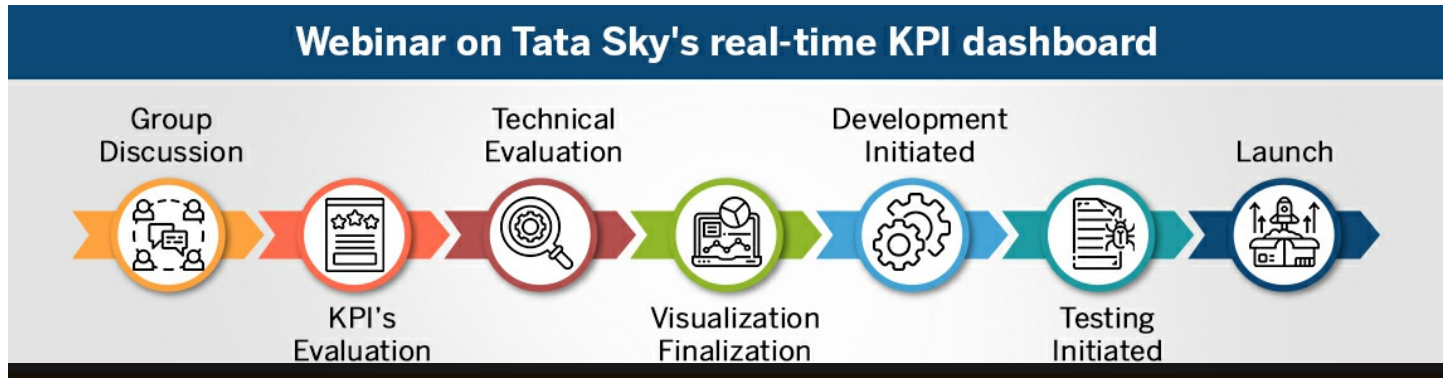 Webinar on Tata Sky's real-time KPI dashboard
Group
Discussion
KPI's
Evaluation
Technical
Evaluation
Visualization
Finalization
Development
Initiated
Testing
Initiated
Launch